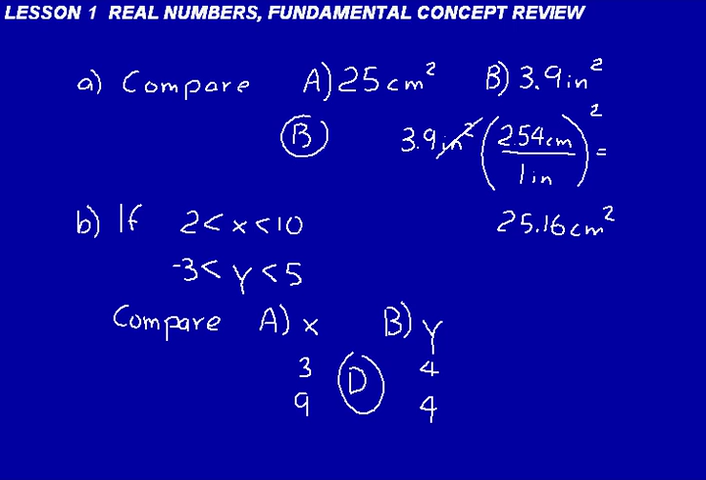 LESSON 1 REAL NUMBERS, FUNDAMENTAL CONCEPT REVIEW
a) Compare A) 25 cm² B) 3.9 in²
B 3.9 in² (2.54 cm / 1 in)² =
25.16 cm²
b) If 2 < x < 10
-3 < y < 5
Compare A) x B) y
3 D 4
9 4